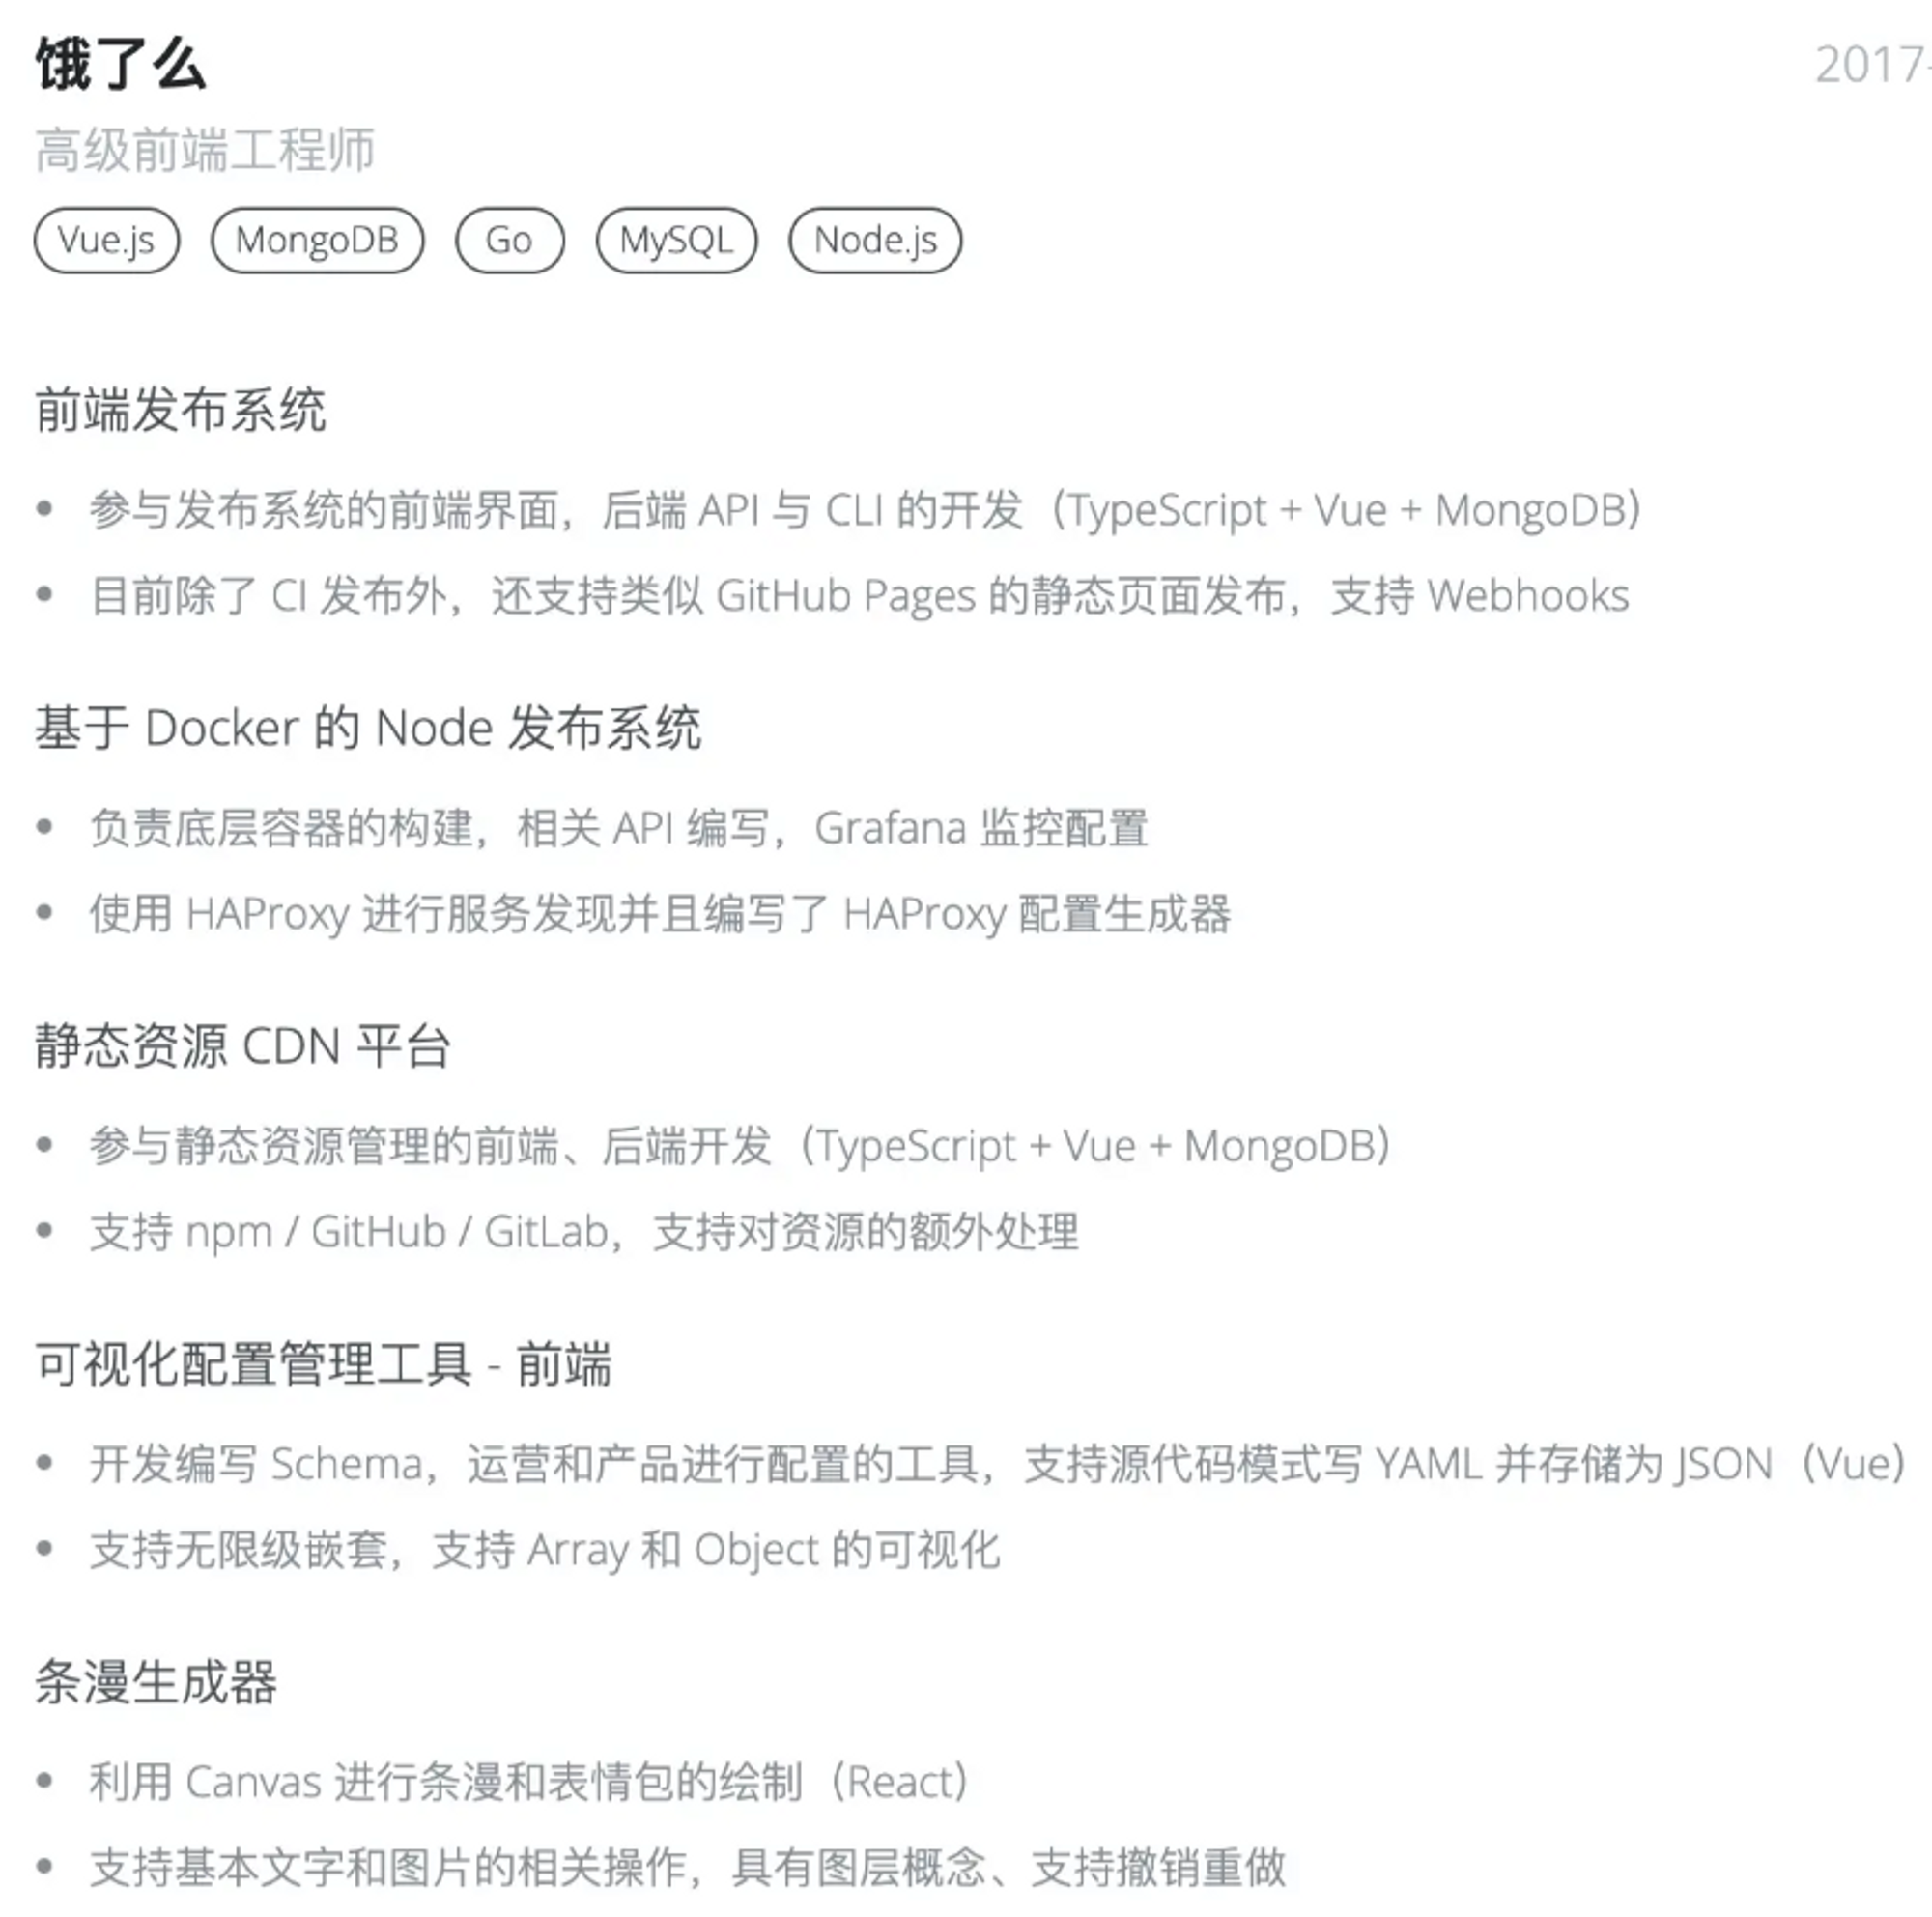 饿了么
2017-
高级前端工程师
Vue.js MongoDB Go MySQL Node.js
前端发布系统
参与发布系统的前端界面，后端 API 与 CLI 的开发（TypeScript + Vue + MongoDB）
目前除了 CI 发布外，还支持类似 GitHub Pages 的静态页面发布，支持 Webhooks
基于 Docker 的 Node 发布系统
负责底层容器的构建，相关 API 编写，Grafana 监控配置
使用 HAProxy 进行服务发现并且编写了 HAProxy 配置生成器
静态资源 CDN 平台
参与静态资源管理的前端、后端开发（TypeScript + Vue + MongoDB）
支持 npm / GitHub / GitLab，支持对资源的额外处理
可视化配置管理工具 - 前端
开发编写 Schema，运营和产品进行配置的工具，支持源代码模式写 YAML 并存储为 JSON（Vue）
支持无限级嵌套，支持 Array 和 Object 的可视化
条漫生成器
利用 Canvas 进行条漫和表情包的绘制（React）
支持基本文字和图片的相关操作，具有图层概念、支持撤销重做